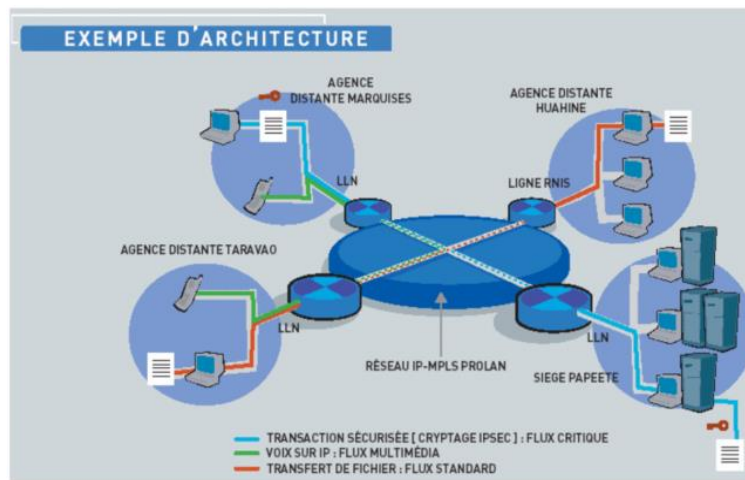 EXEMPLE D'ARCHITECTURE
AGENCE
DISTANTE MARQUISES
AGENCE DISTANTE
HUAHINE
LLN
LIGNE RNIS
AGENCE DISTANTE TARAVAO
LLN
RÉSEAU IP-MPLS PROLAN
LLN
SIEGE PAPEETE
TRANSACTION SÉCURISÉE [ CRYPTAGE IPSEC ] : FLUX CRITIQUE
VOIX SUR IP : FLUX MULTIMÉDIA
TRANSFERT DE FICHIER : FLUX STANDARD